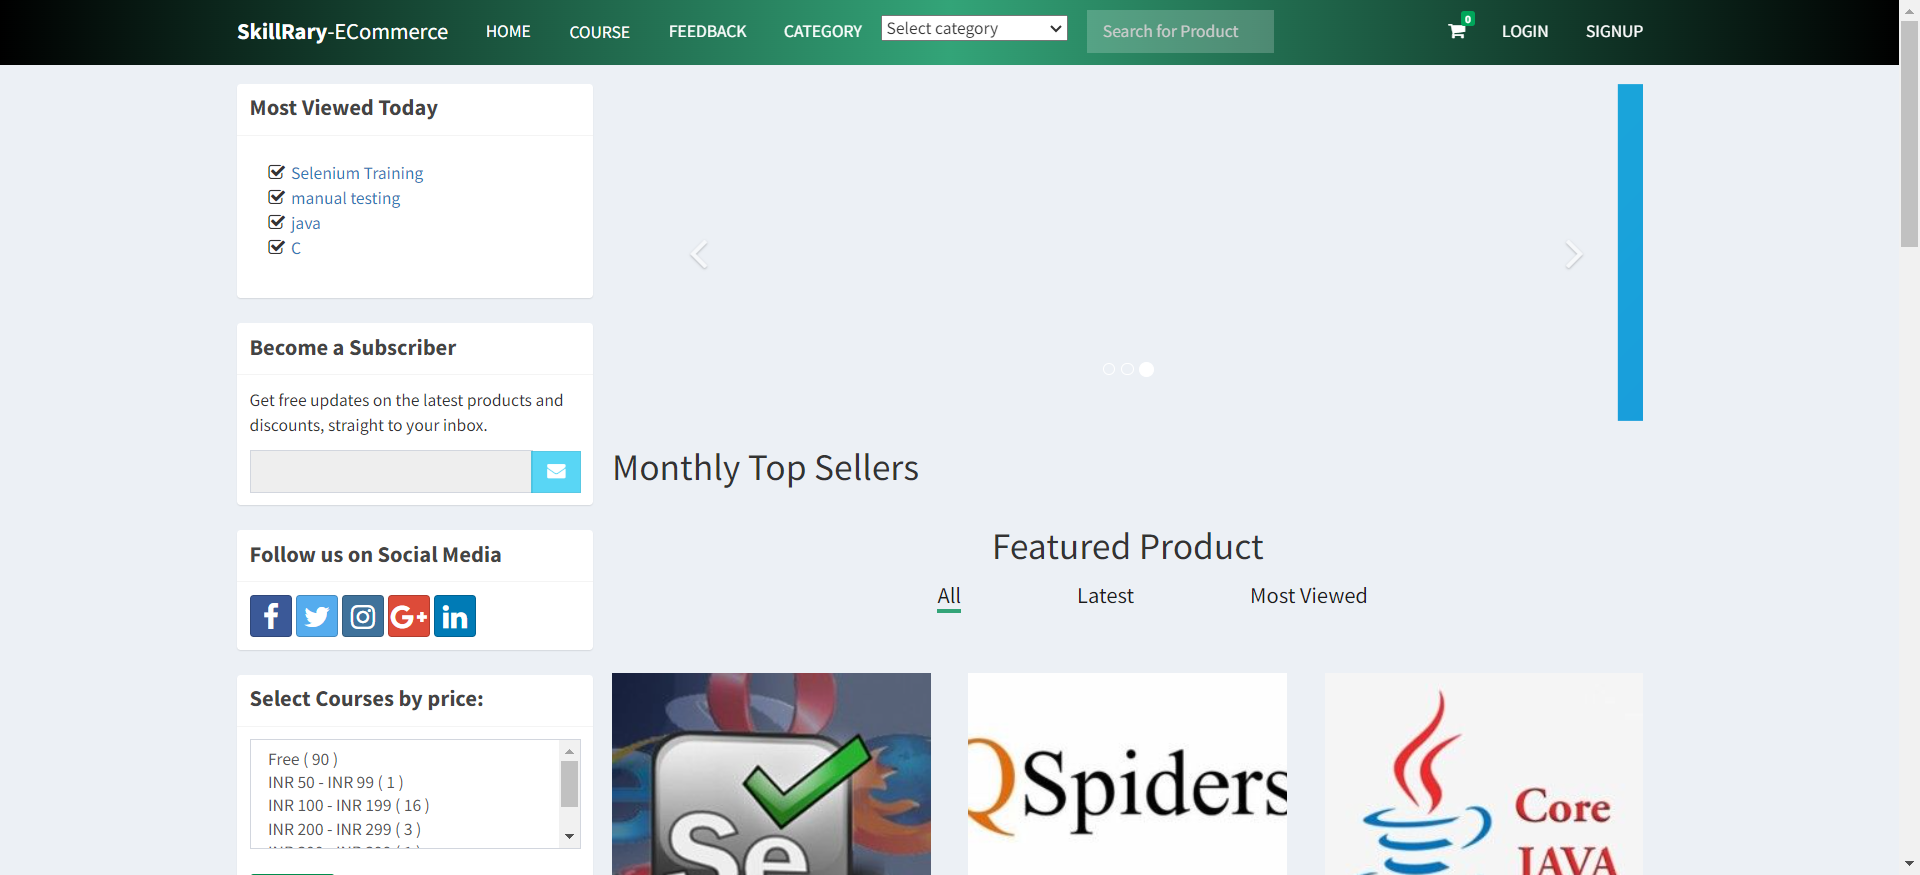 SkillRary-ECommerce HOME COURSE FEEDBACK CATEGORY Select category Search for Product 0 LOGIN SIGNUP
Most Viewed Today
Selenium Training
manual testing
java
C
Become a Subscriber
Get free updates on the latest products and
discounts, straight to your inbox.
Follow us on Social Media
Select Courses by price:
Free ( 90 )
INR 50 - INR 99 ( 1 )
INR 100 - INR 199 ( 16 )
INR 200 - INR 299 ( 3 )
Monthly Top Sellers
Featured Product
All Latest Most Viewed
Se
QSpiders
Core
JAVA